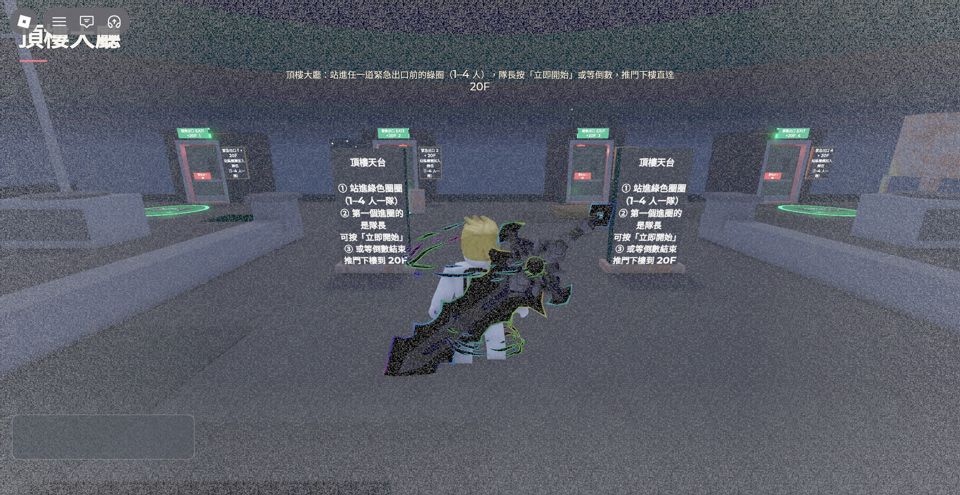 頂樓大廳
頂樓大廳：站進任一道緊急出口前的綠圈（1–4 人），隊長按「立即開始」或等倒數，推門下樓直達
20F
頂樓天台
① 站進綠色圈圈
（1–4 人一隊）
② 第一個進圈的
是隊長
可按「立即開始」
③ 或等倒數結束
推門下樓到 20F
頂樓天台
① 站進綠色圈圈
（1–4 人一隊）
② 第一個進圈的
是隊長
可按「立即開始」
③ 或等倒數結束
推門下樓到 20F